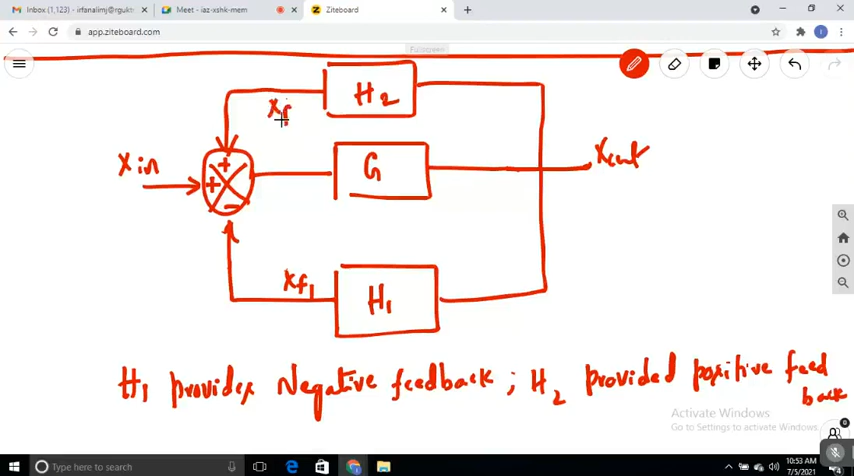 Inbox (1,123) - irfanalimj@rgukt
Meet - iaz-xshk-mem
Ziteboard
app.ziteboard.com
Fullscreen
H2
xf
xin
+
+
−
G
xout
xf1
H1
H1 provides Negative feedback ; H2 provided positive feed
back
Activate Windows
Go to Settings to activate Windows.
Type here to search
10:53 AM
7/5/2021